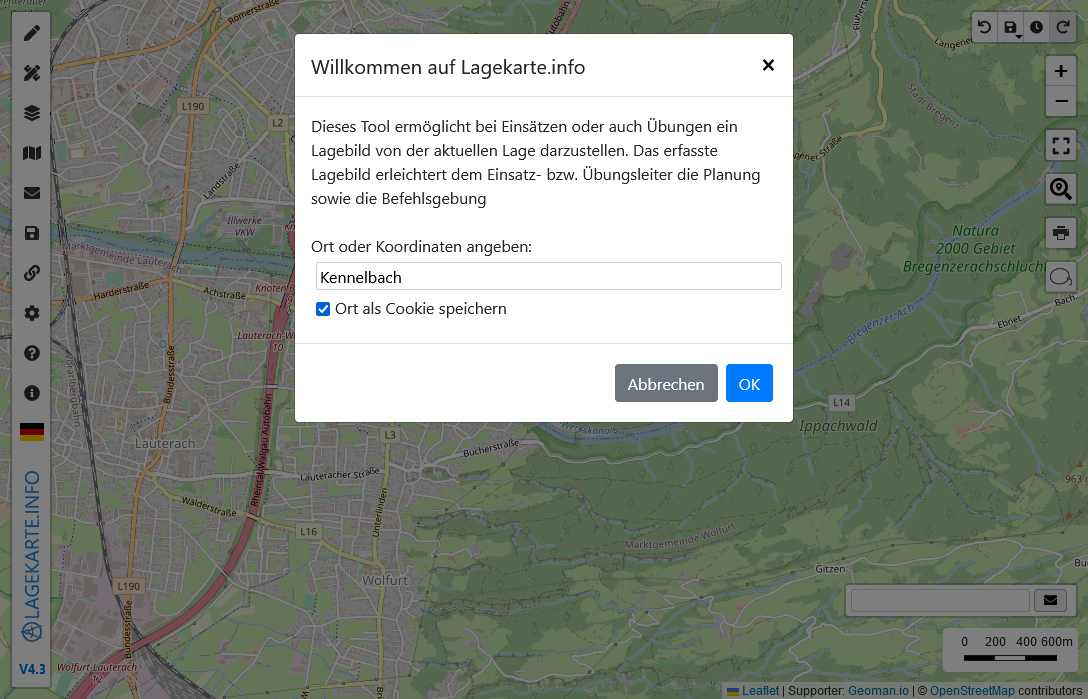 Willkommen auf Lagekarte.info
×
Dieses Tool ermöglicht bei Einsätzen oder auch Übungen ein
Lagebild von der aktuellen Lage darzustellen. Das erfasste
Lagebild erleichtert dem Einsatz- bzw. Übungsleiter die Planung
sowie die Befehlsgebung
Ort oder Koordinaten angeben:
Kennelbach
Ort als Cookie speichern
Abbrechen
OK
Römerstraße
L190
L2
Landstraße
Illwerke
VKW
Marktgemeinde Lauterach
Harderstraße
Achstraße
Bundesstraße
10
Lauterach
Rheintal/Walgau Autobahn
L3
Bucherstraße
Lauteracher Straße
Unterlinden
Walderstraße
L16
Wolfurt
L190
Bundesstraße
Wolfurt-Lauterach
Werkskanal
L14
Ippachwald
Marktgemeinde Wolfurt
Gitzen
Stadt Bregenz
Natura
2000 Gebiet
Bregenzerachschlucht
Bregenzer Ach
Ebnet
Bach
963 m
+
−
LAGEKARTE.INFO
V4.3
0 200 400 600m
Leaflet | Supporter: Geoman.io | © OpenStreetMap contributors